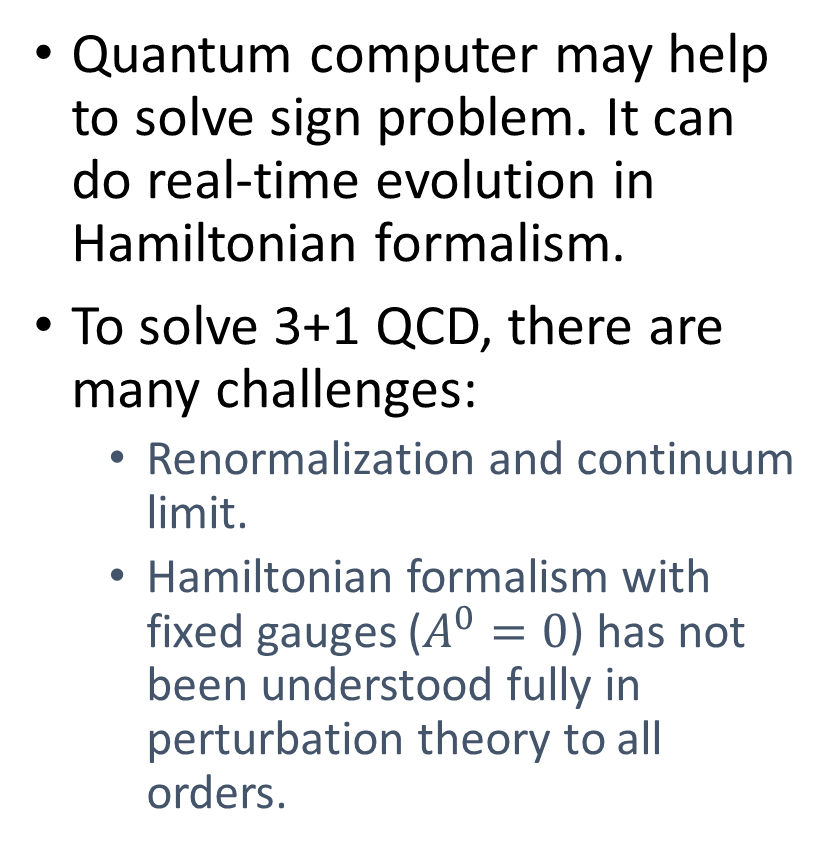 • Quantum computer may help
to solve sign problem. It can
do real-time evolution in
Hamiltonian formalism.
• To solve 3+1 QCD, there are
many challenges:
• Renormalization and continuum
limit.
• Hamiltonian formalism with
fixed gauges (A⁰ = 0) has not
been understood fully in
perturbation theory to all
orders.